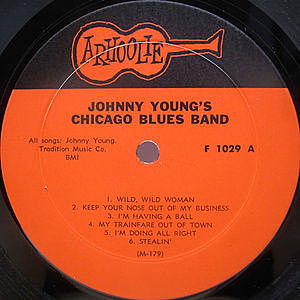 ARHOOLIE
JOHNNY YOUNG'S
CHICAGO BLUES BAND
All songs: Johnny Young.
Tradition Music Co.
BMI
F 1029 A
1. WILD, WILD WOMAN
2. KEEP YOUR NOSE OUT OF MY BUSINESS
3. I'M HAVING A BALL
4. MY TRAINFARE OUT OF TOWN
5. I'M DOING ALL RIGHT
6. STEALIN'
(M-179)